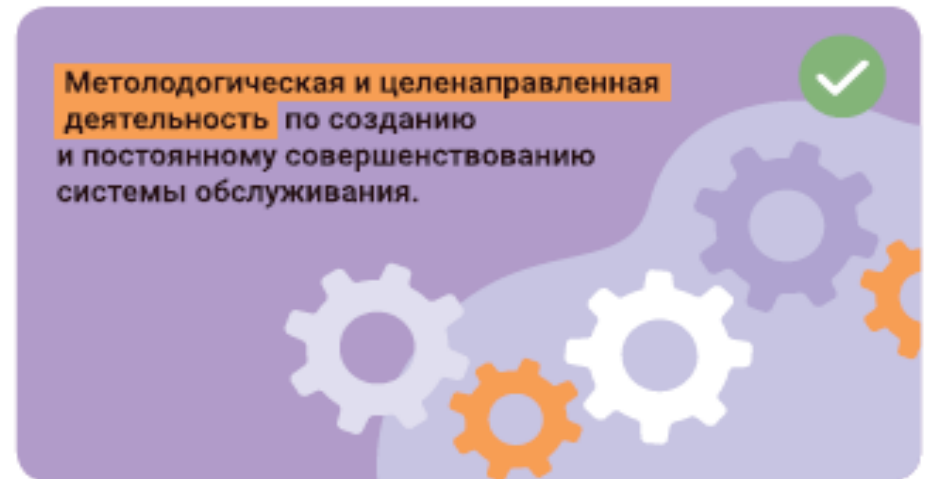 Метолодогическая и целенаправленная
деятельность по созданию
и постоянному совершенствованию
системы обслуживания.